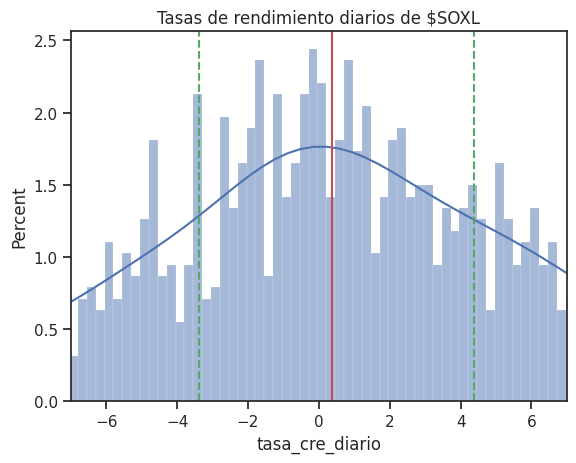 Tasas de rendimiento diarios de $SOXL
2.5
2.0
1.5
1.0
0.5
0.0
Percent
−6 −4 −2 0 2 4 6
tasa_cre_diario